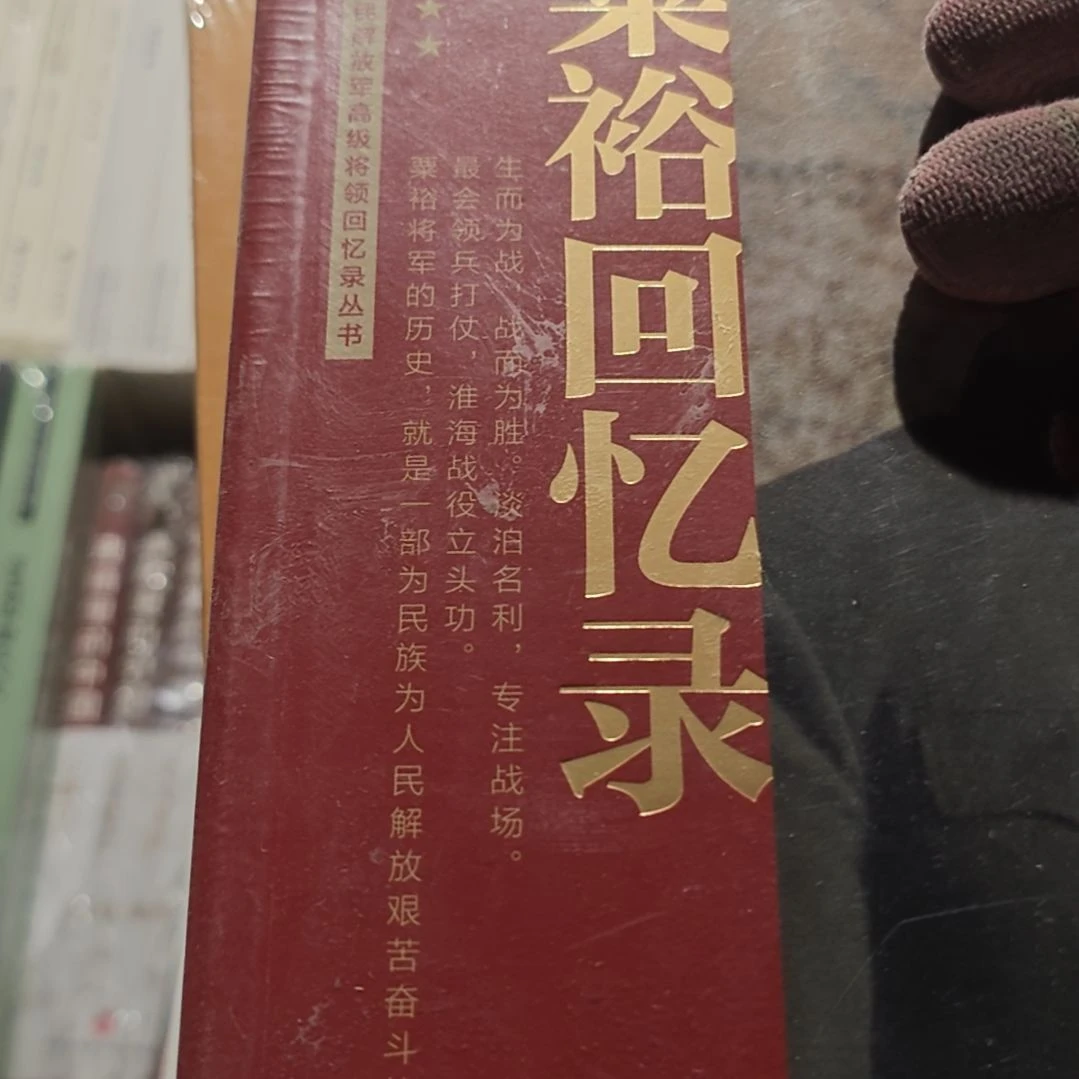 粟裕回忆录
生而为战，战而为胜。淡泊名利，专注战场。
最会领兵打仗，淮海战役立头功。
粟裕将军的历史，就是一部为民族为人民解放艰苦奋斗
民解放军高级将领回忆录丛书